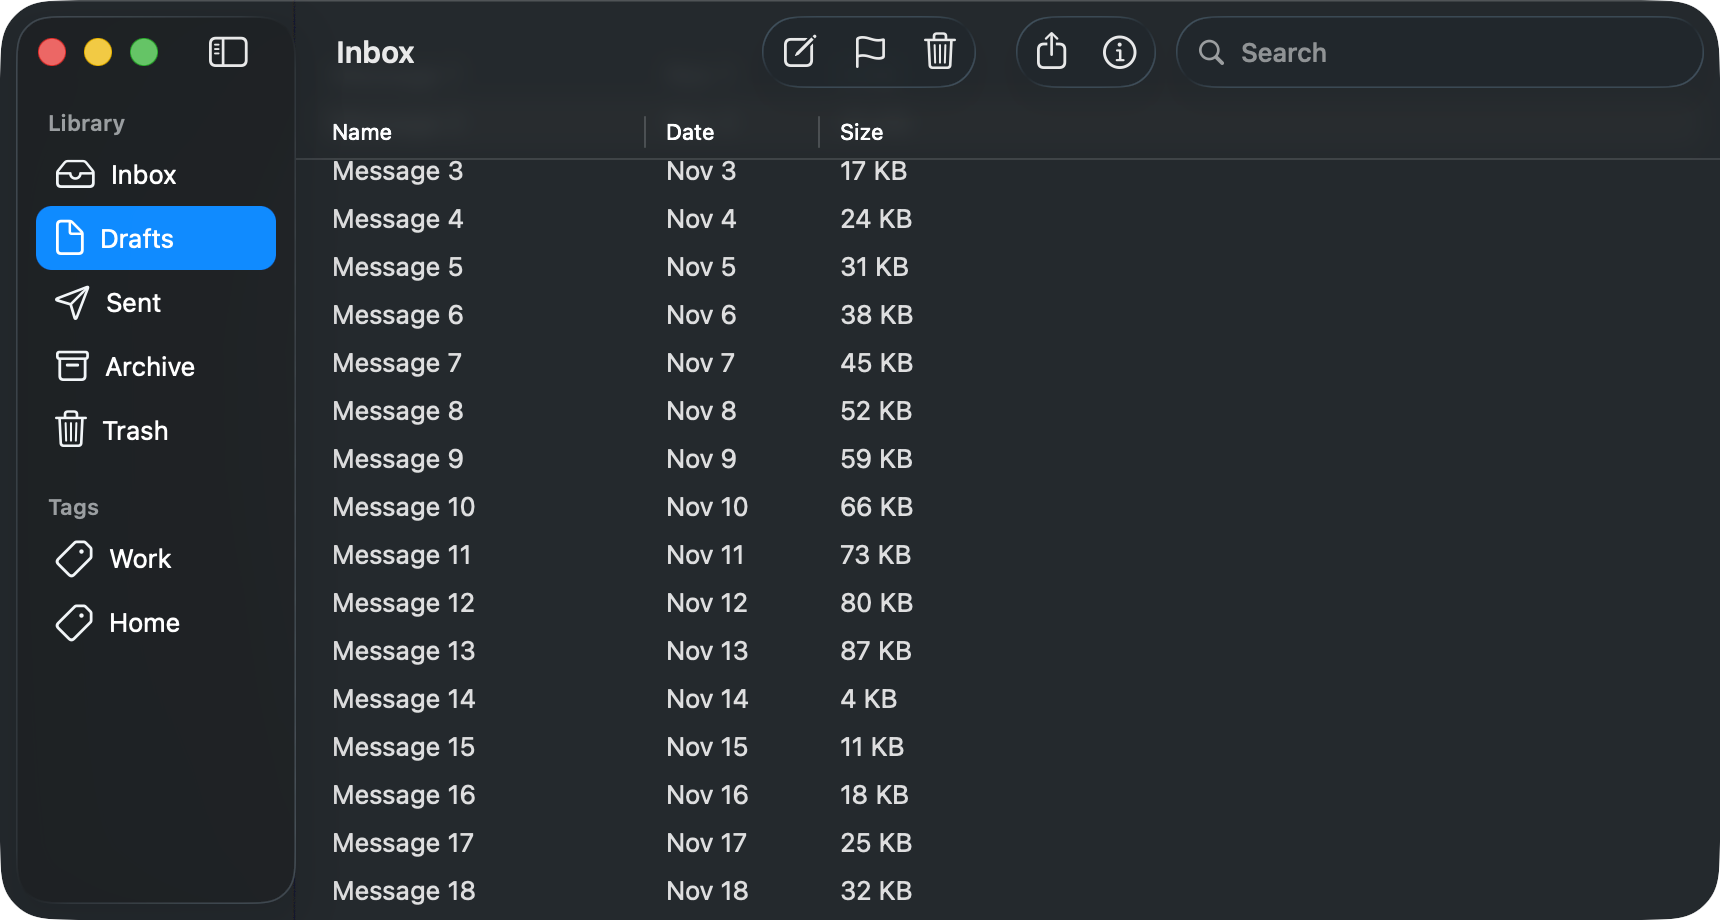 Inbox
Search
Library
Inbox
Drafts
Sent
Archive
Trash
Tags
Work
Home
Name Date Size
Message 3 Nov 3 17 KB
Message 4 Nov 4 24 KB
Message 5 Nov 5 31 KB
Message 6 Nov 6 38 KB
Message 7 Nov 7 45 KB
Message 8 Nov 8 52 KB
Message 9 Nov 9 59 KB
Message 10 Nov 10 66 KB
Message 11 Nov 11 73 KB
Message 12 Nov 12 80 KB
Message 13 Nov 13 87 KB
Message 14 Nov 14 4 KB
Message 15 Nov 15 11 KB
Message 16 Nov 16 18 KB
Message 17 Nov 17 25 KB
Message 18 Nov 18 32 KB